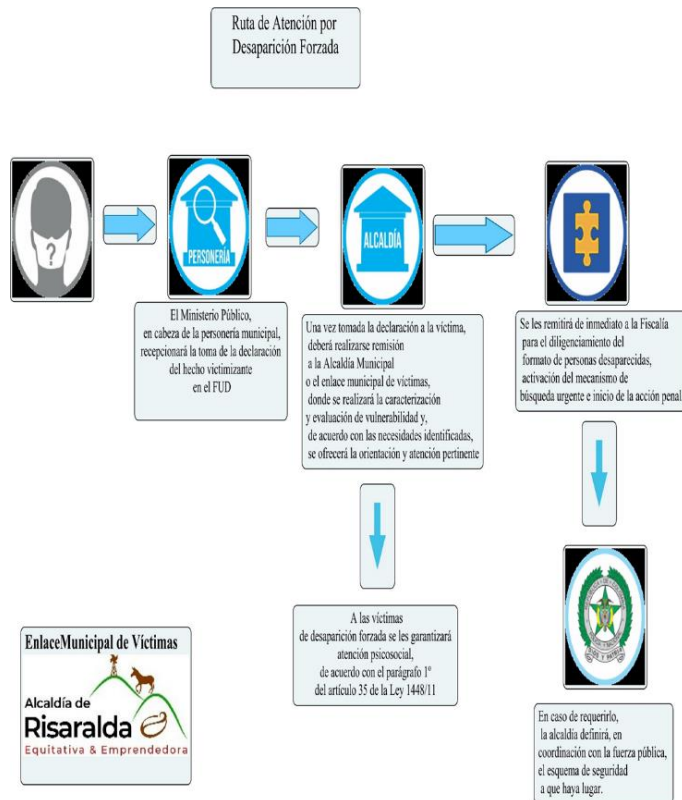 Ruta de Atención por
Desaparición Forzada
?
PERSONERÍA
ALCALDÍA
El Ministerio Público,
en cabeza de la personería municipal,
recepcionará la toma de la declaración
del hecho victimizante
en el FUD
Una vez tomada la declaración a la víctima,
deberá realizarse remisión
a la Alcaldía Municipal
o el enlace municipal de víctimas,
donde se realizará la caracterización
y evaluación de vulnerabilidad y,
de acuerdo con las necesidades identificadas,
se ofrecerá la orientación y atención pertinente
Se les remitirá de inmediato a la Fiscalía
para el diligenciamiento del
formato de personas desaparecidas,
activación del mecanismo de
búsqueda urgente e inicio de la acción penal
A las víctimas
de desaparición forzada se les garantizará
atención psicosocial,
de acuerdo con el parágrafo 1º
del artículo 35 de la Ley 1448/11
En caso de requerirlo,
la alcaldía definirá, en
coordinación con la fuerza pública,
el esquema de seguridad
a que haya lugar.
EnlaceMunicipal de Víctimas
Alcaldía de
Risaralda
Equitativa & Emprendedora